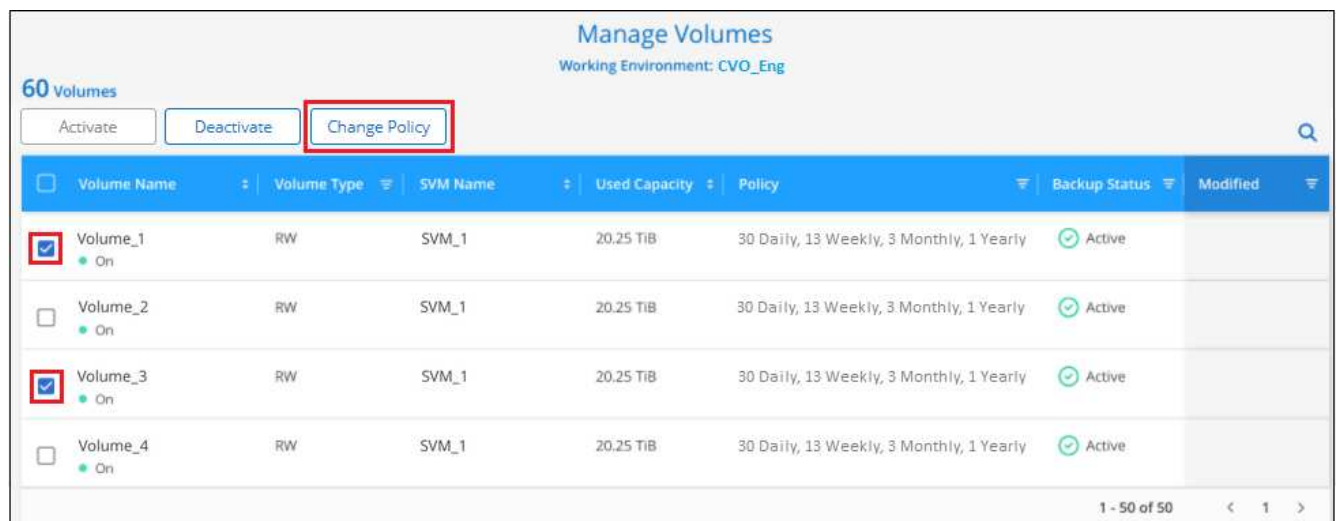 Manage Volumes
Working Environment: CVO_Eng
60 Volumes
Activate Deactivate Change Policy
Volume Name Volume Type SVM Name Used Capacity Policy Backup Status Modified
Volume_1 RW SVM_1 20.25 TiB 30 Daily, 13 Weekly, 3 Monthly, 1 Yearly Active
On
Volume_2 RW SVM_1 20.25 TiB 30 Daily, 13 Weekly, 3 Monthly, 1 Yearly Active
On
Volume_3 RW SVM_1 20.25 TiB 30 Daily, 13 Weekly, 3 Monthly, 1 Yearly Active
On
Volume_4 RW SVM_1 20.25 TiB 30 Daily, 13 Weekly, 3 Monthly, 1 Yearly Active
On
1 - 50 of 50 < 1 >